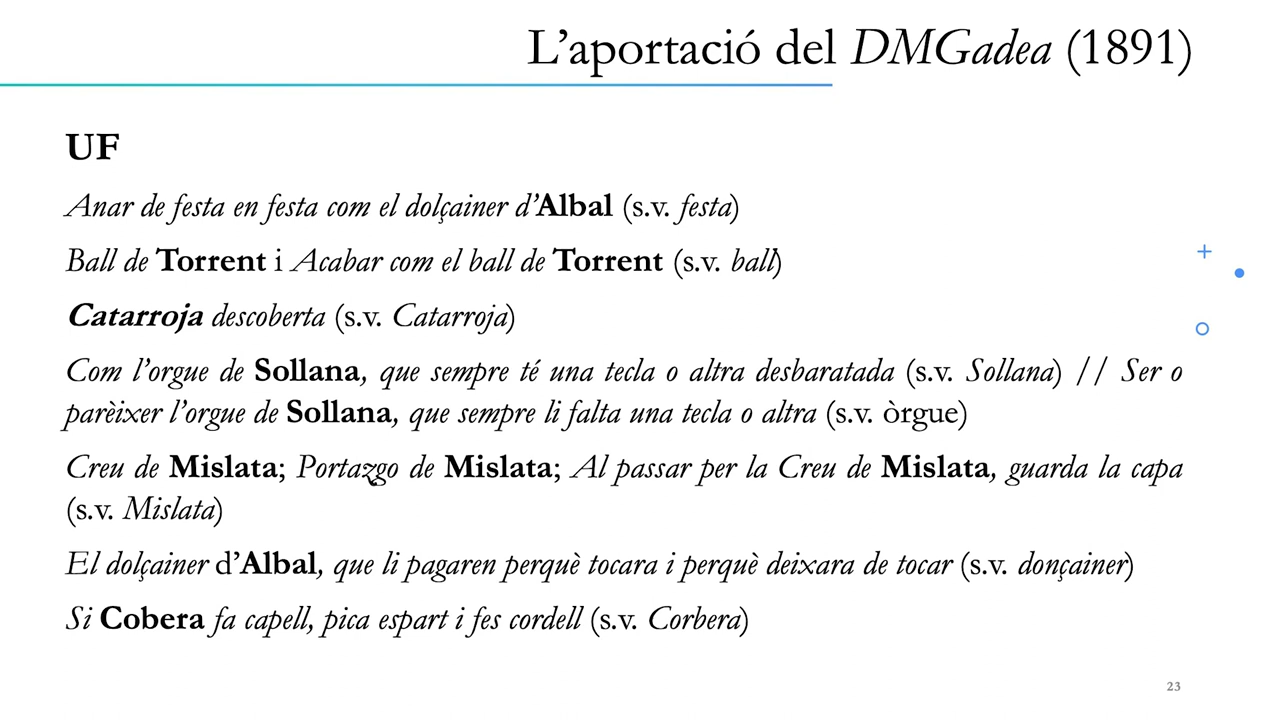 L’aportació del DMGadea (1891)
UF
Anar de festa en festa com el dolçainer d’Albal (s.v. festa)
Ball de Torrent i Acabar com el ball de Torrent (s.v. ball)
Catarroja descoberta (s.v. Catarroja)
Com l’orgue de Sollana, que sempre té una tecla o altra desbaratada (s.v. Sollana) // Ser o
parèixer l’orgue de Sollana, que sempre li falta una tecla o altra (s.v. òrgue)
Creu de Mislata; Portazgo de Mislata; Al passar per la Creu de Mislata, guarda la capa
(s.v. Mislata)
El dolçainer d’Albal, que li pagaren perquè tocara i perquè deixara de tocar (s.v. donçainer)
Si Cobera fa capell, pica espart i fes cordell (s.v. Corbera)
23